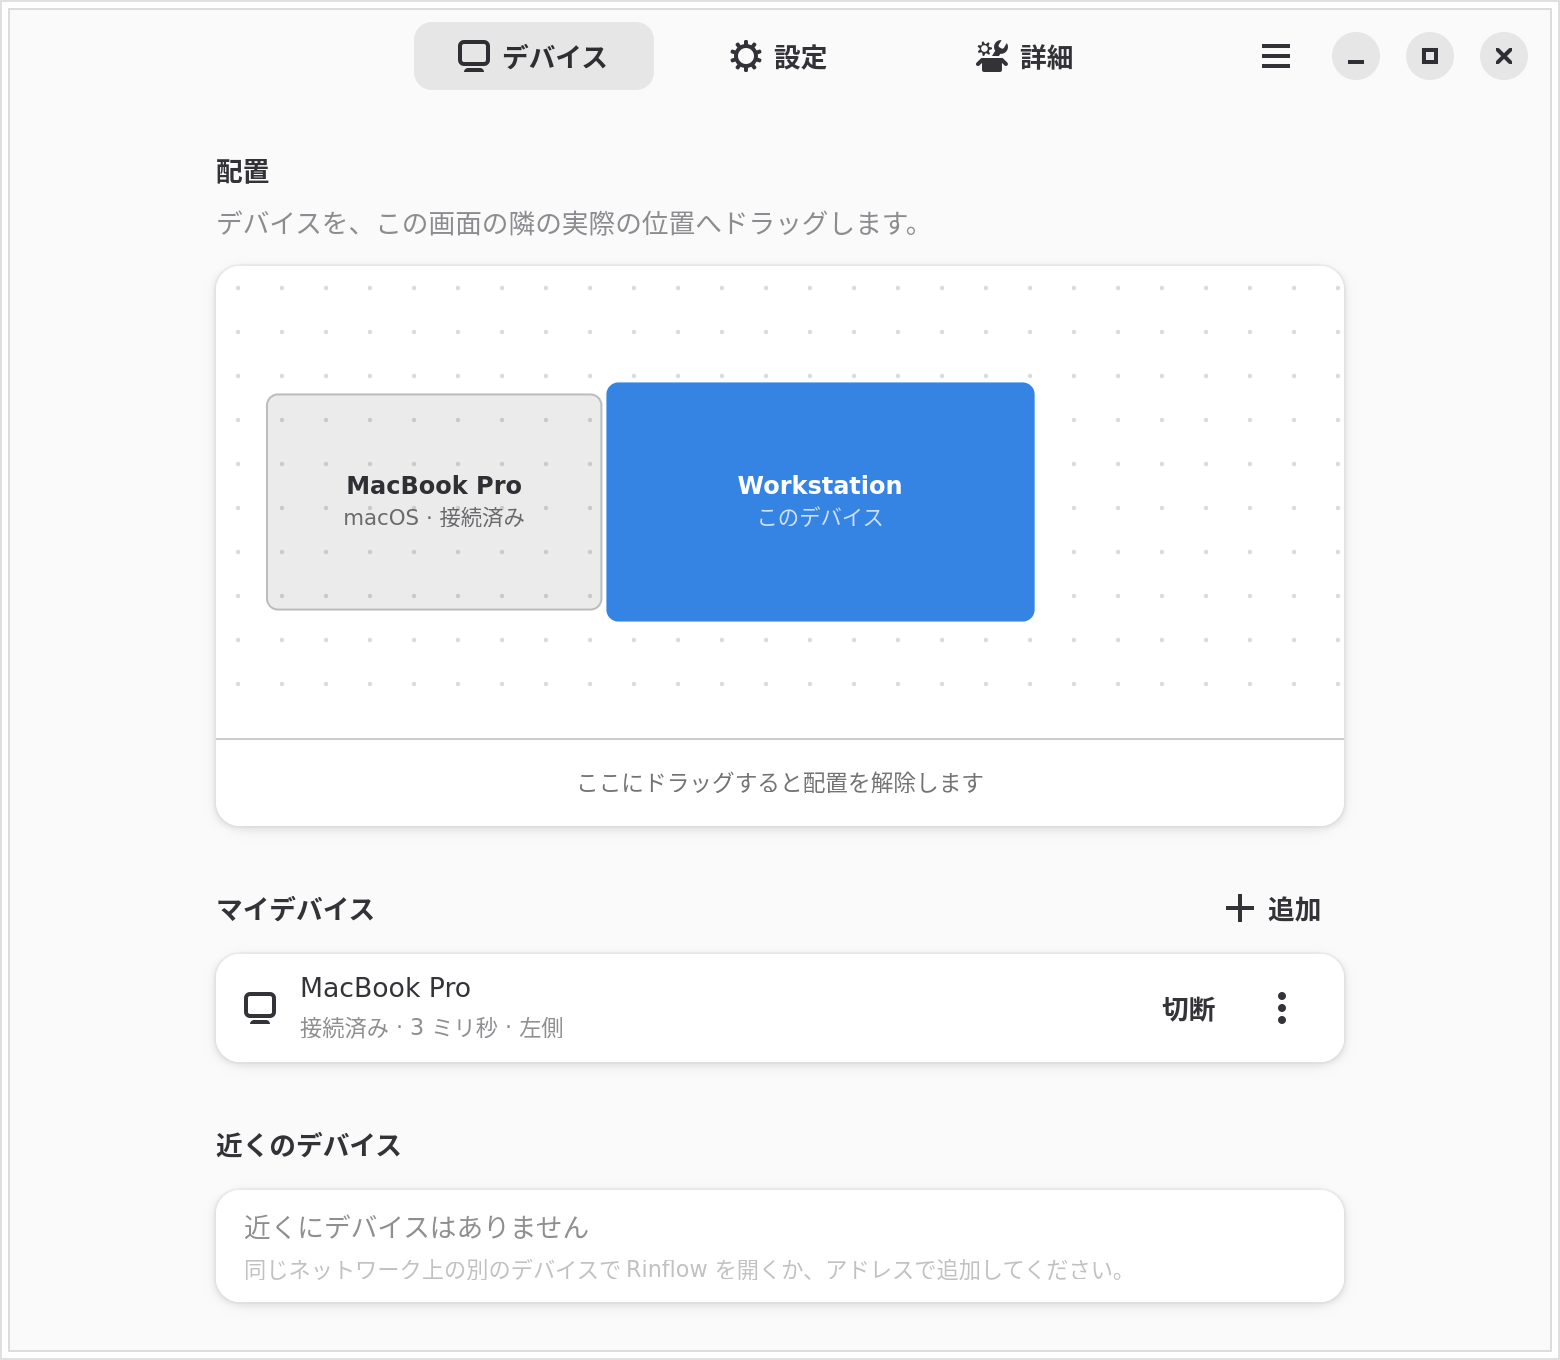 デバイス
設定
詳細
配置
デバイスを、この画面の隣の実際の位置へドラッグします。
MacBook Pro
macOS · 接続済み
Workstation
このデバイス
ここにドラッグすると配置を解除します
マイデバイス
追加
MacBook Pro
接続済み · 3 ミリ秒 · 左側
切断
近くのデバイス
近くにデバイスはありません
同じネットワーク上の別のデバイスで Rinflow を開くか、アドレスで追加してください。